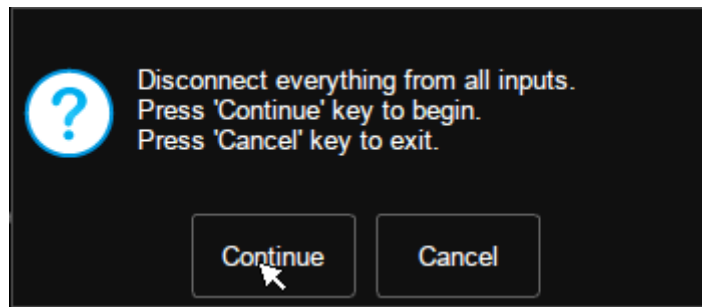 Disconnect everything from all inputs.
Press 'Continue' key to begin.
Press 'Cancel' key to exit.
Continue Cancel